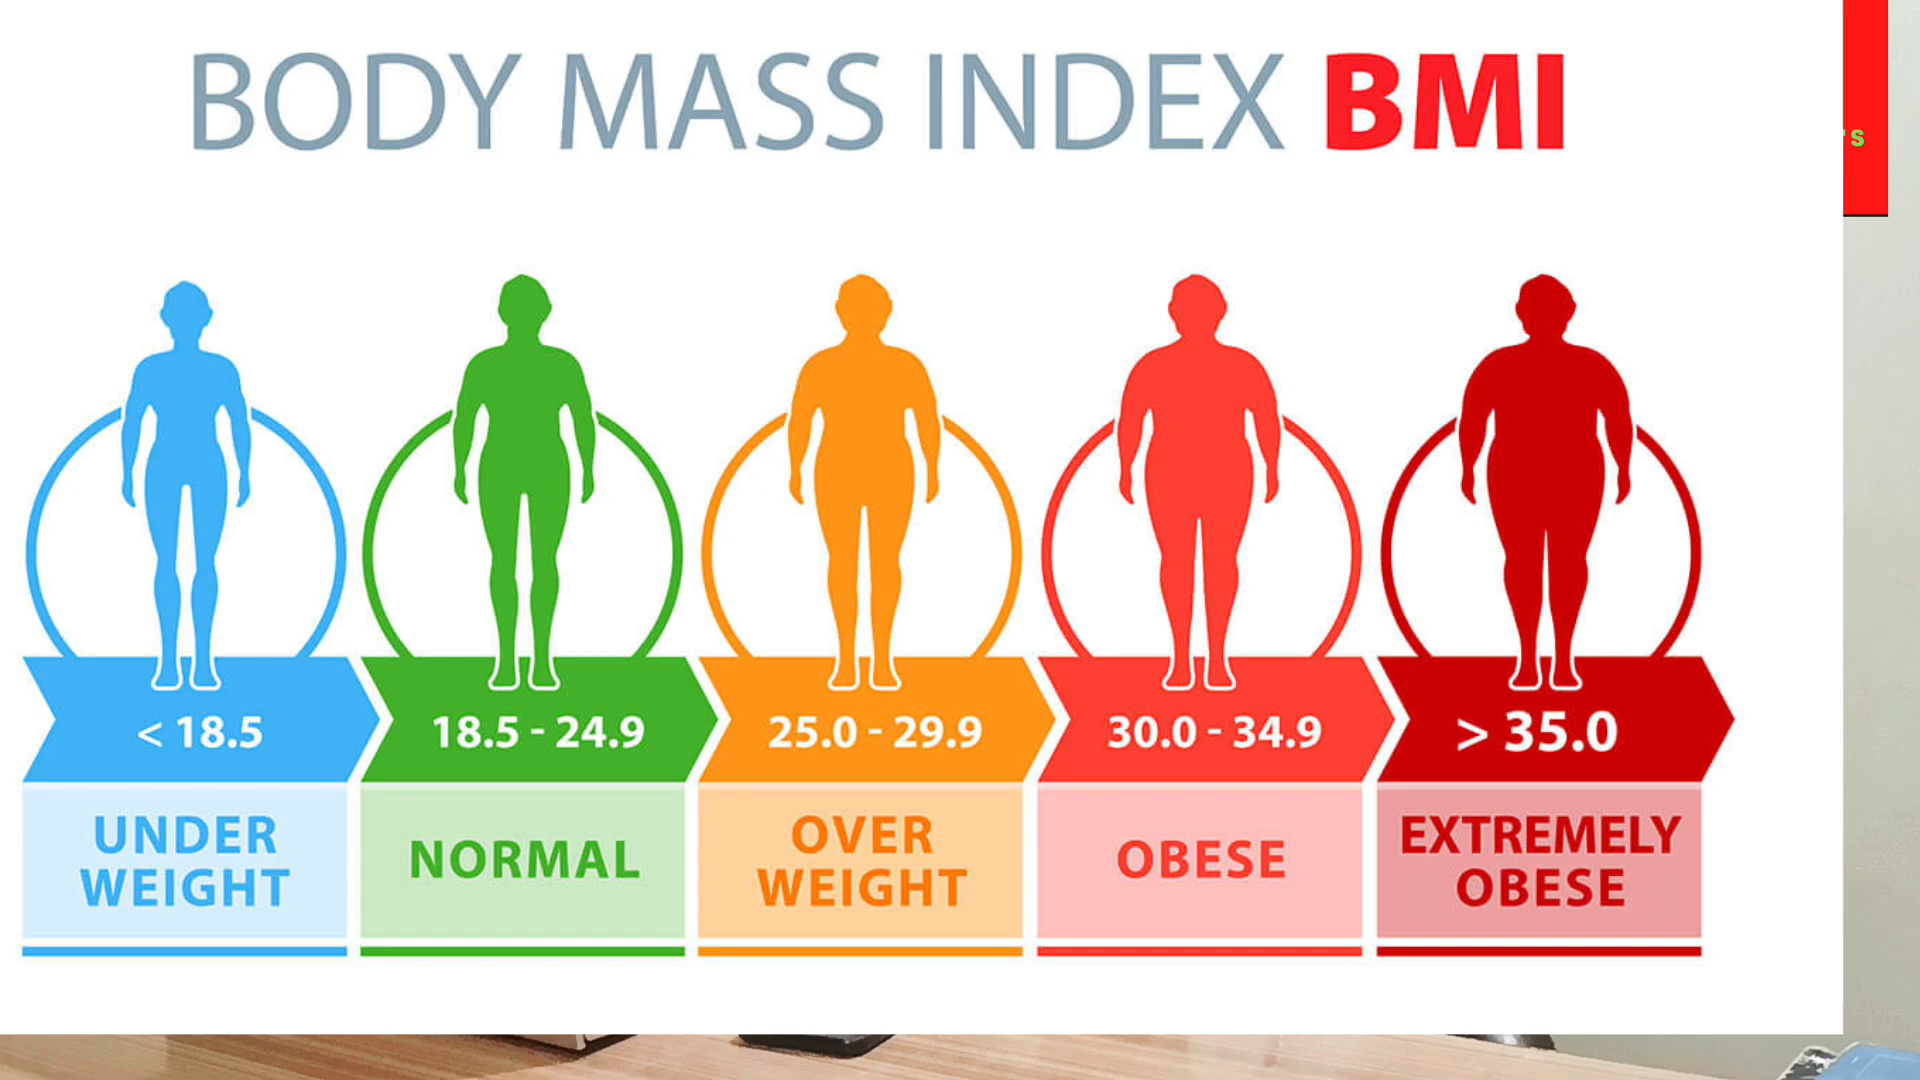 BODY MASS INDEX BMI
's
< 18.5
18.5 - 24.9
25.0 - 29.9
30.0 - 34.9
> 35.0
UNDER
WEIGHT
NORMAL
OVER
WEIGHT
OBESE
EXTREMELY
OBESE